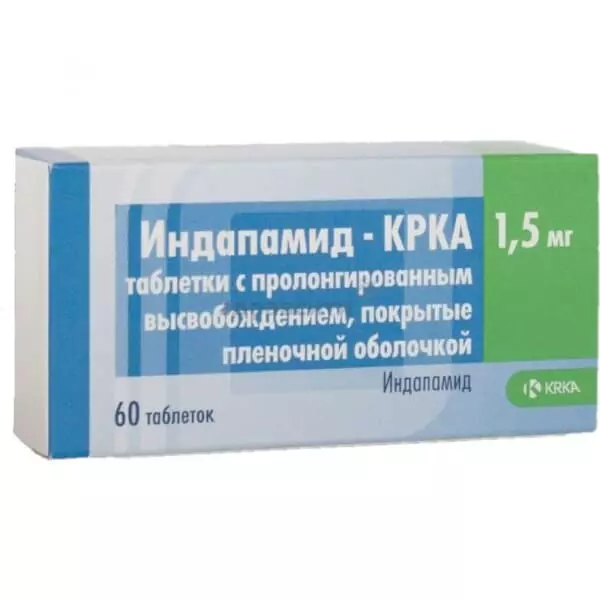 Индапамид - КРКА
1,5 мг
таблетки с пролонгированным
высвобождением, покрытые
пленочной оболочкой
Индапамид
60 таблеток
KRKA